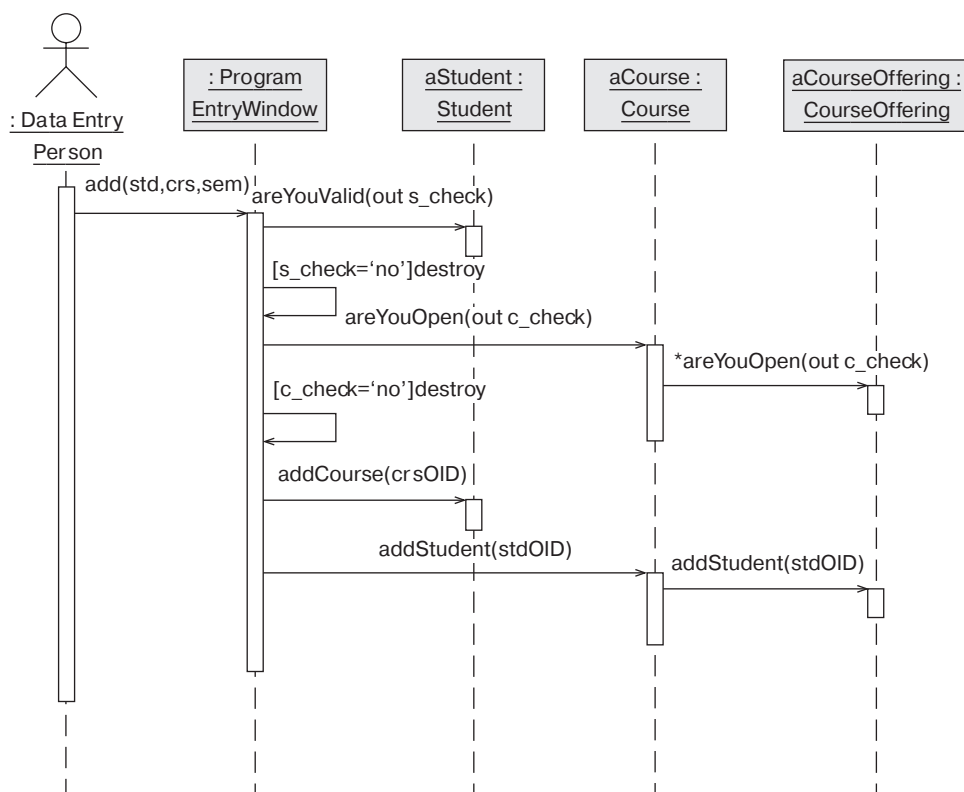 : Data Entry
Person
: Program
EntryWindow
aStudent :
Student
aCourse :
Course
aCourseOffering :
CourseOffering
add(std,crs,sem)
areYouValid(out s_check)
[s_check=‘no’]destroy
areYouOpen(out c_check)
*areYouOpen(out c_check)
[c_check=‘no’]destroy
addCourse(crsOID)
addStudent(stdOID)
addStudent(stdOID)